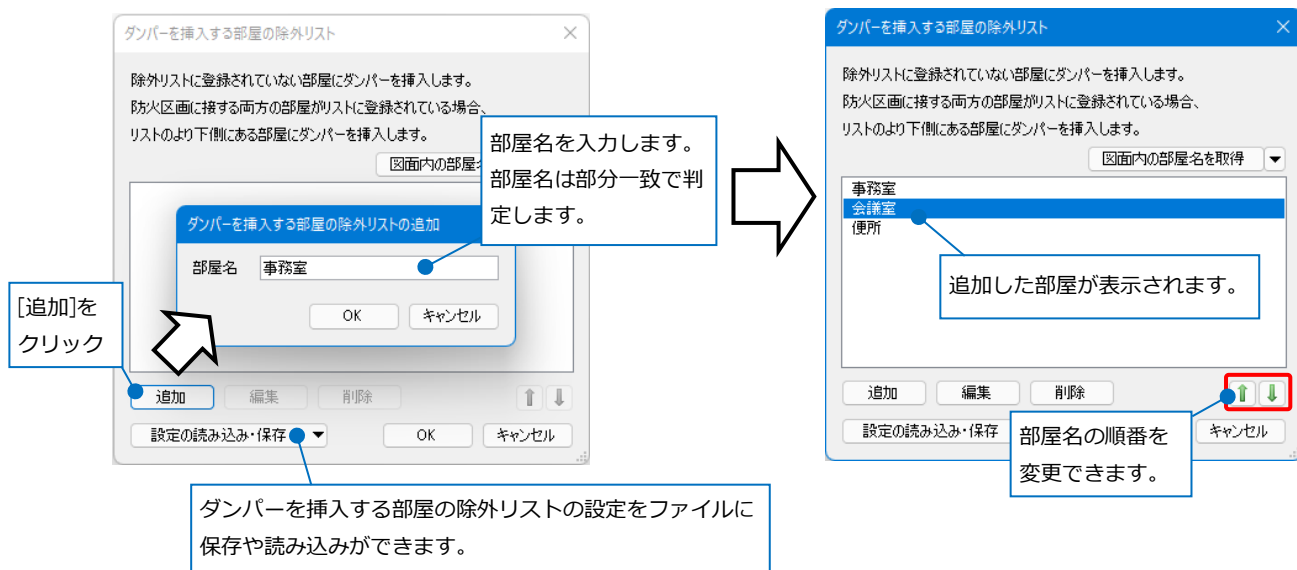 ダンパーを挿入する部屋の除外リスト
除外リストに登録されていない部屋にダンパーを挿入します。
防火区画に接する両方の部屋がリストに登録されている場合、
リストのより下側にある部屋にダンパーを挿入します。
図面内の部屋
部屋名を入力します。
部屋名は部分一致で判
定します。
ダンパーを挿入する部屋の除外リストの追加
部屋名 事務室
OK キャンセル
[追加]を
クリック
追加 編集 削除
設定の読み込み・保存 OK キャンセル
ダンパーを挿入する部屋の除外リストの設定をファイルに
保存や読み込みができます。
ダンパーを挿入する部屋の除外リスト
除外リストに登録されていない部屋にダンパーを挿入します。
防火区画に接する両方の部屋がリストに登録されている場合、
リストのより下側にある部屋にダンパーを挿入します。
図面内の部屋名を取得
事務室
会議室
便所
追加した部屋が表示されます。
追加 編集 削除
設定の読み込み・保存 キャンセル
部屋名の順番を
変更できます。